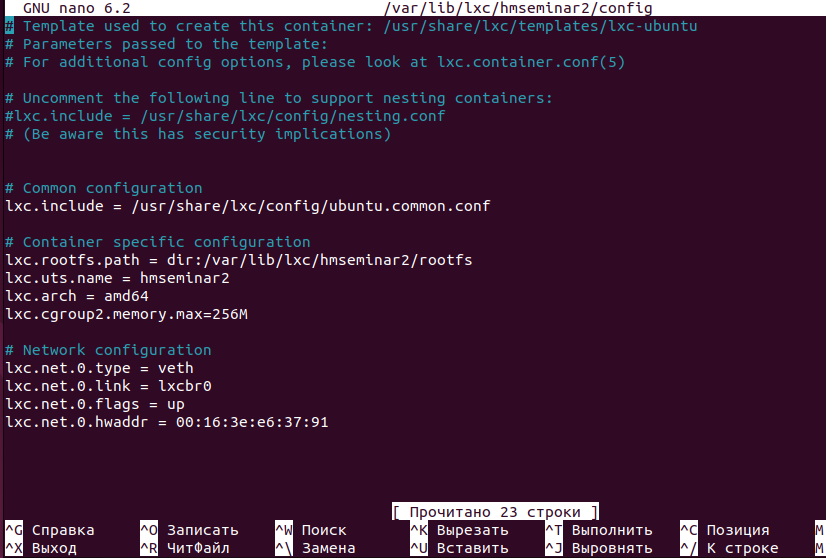 GNU nano 6.2 /var/lib/lxc/hmseminar2/config
# Template used to create this container: /usr/share/lxc/templates/lxc-ubuntu
# Parameters passed to the template:
# For additional config options, please look at lxc.container.conf(5)
# Uncomment the following line to support nesting containers:
#lxc.include = /usr/share/lxc/config/nesting.conf
# (Be aware this has security implications)
# Common configuration
lxc.include = /usr/share/lxc/config/ubuntu.common.conf
# Container specific configuration
lxc.rootfs.path = dir:/var/lib/lxc/hmseminar2/rootfs
lxc.uts.name = hmseminar2
lxc.arch = amd64
lxc.cgroup2.memory.max=256M
# Network configuration
lxc.net.0.type = veth
lxc.net.0.link = lxcbr0
lxc.net.0.flags = up
lxc.net.0.hwaddr = 00:16:3e:e6:37:91
[ Прочитано 23 строки ]
^G Справка ^O Записать ^W Поиск ^K Вырезать ^T Выполнить ^C Позиция M
^X Выход ^R ЧитФайл ^\ Замена ^U Вставить ^J Выровнять ^/ К строке M